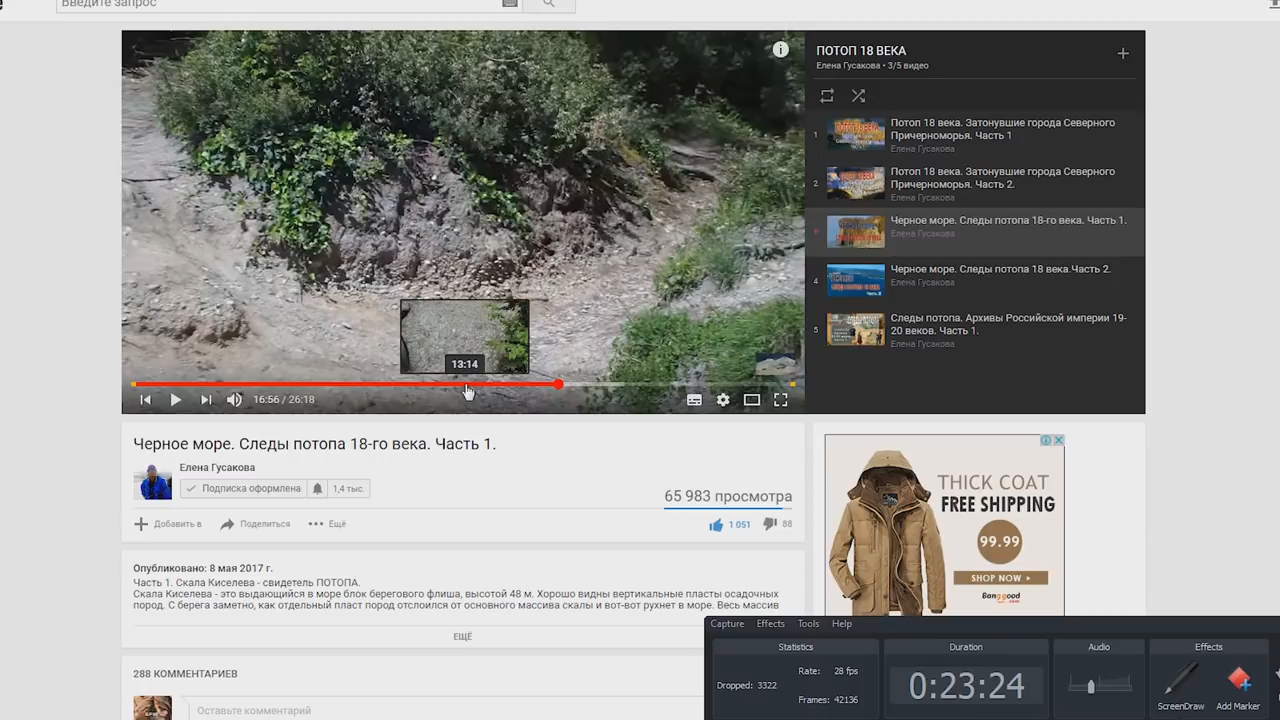 Введите запрос
ПОТОП 18 ВЕКА
Елена Гусакова • 3/5 видео
1
Потоп 18 века. Затонувшие города Северного
Причерноморья. Часть 1
Елена Гусакова
2
Потоп 18 века. Затонувшие города Северного
Причерноморья. Часть 2.
Елена Гусакова
Черное море. Следы потопа 18-го века. Часть 1.
Елена Гусакова
4
Черное море. Следы потопа 18 века.Часть 2.
Елена Гусакова
5
Следы потопа. Архивы Российской империи 19-
20 веков. Часть 1.
Елена Гусакова
13:14
16:56 / 26:18
Черное море. Следы потопа 18-го века. Часть 1.
Елена Гусакова
Подписка оформлена
1,4 тыс.
65 983 просмотра
Добавить в
Поделиться
Ещё
1 051
88
Опубликовано: 8 мая 2017 г.
Часть 1. Скала Киселева - свидетель ПОТОПА.
Скала Киселева - это выдающийся в море блок берегового флиша, высотой 48 м. Хорошо видны вертикальные пласты осадочных
пород. С берега заметно, как отдельный пласт пород отслоился от основного массива скалы и вот-вот рухнет в море. Весь массив
ЕЩЁ
288 КОММЕНТАРИЕВ
Оставьте комментарий
THICK COAT
FREE SHIPPING
99.99
SHOP NOW
Banggood
Capture Effects Tools Help
Statistics
Duration
Audio
Effects
Rate: 28 fps
Dropped: 3322
Frames: 42136
0:23:24
ScreenDraw
Add Marker